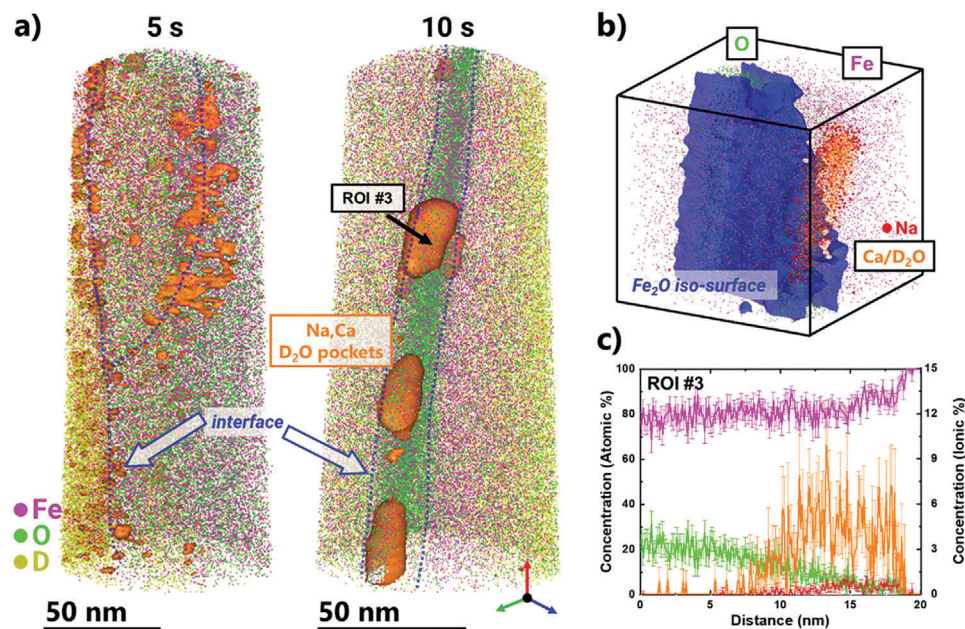 a)
5 s
10 s
ROI #3
Na,Ca
D₂O pockets
interface
Fe
O
D
50 nm
50 nm
b)
O
Fe
Na
Ca/D₂O
Fe₂O iso-surface
c)
ROI #3
Concentration (Atomic %)
100
80
60
40
20
0
Concentration (Ionic %)
15
12
9
6
3
0
0
5
10
15
20
Distance (nm)